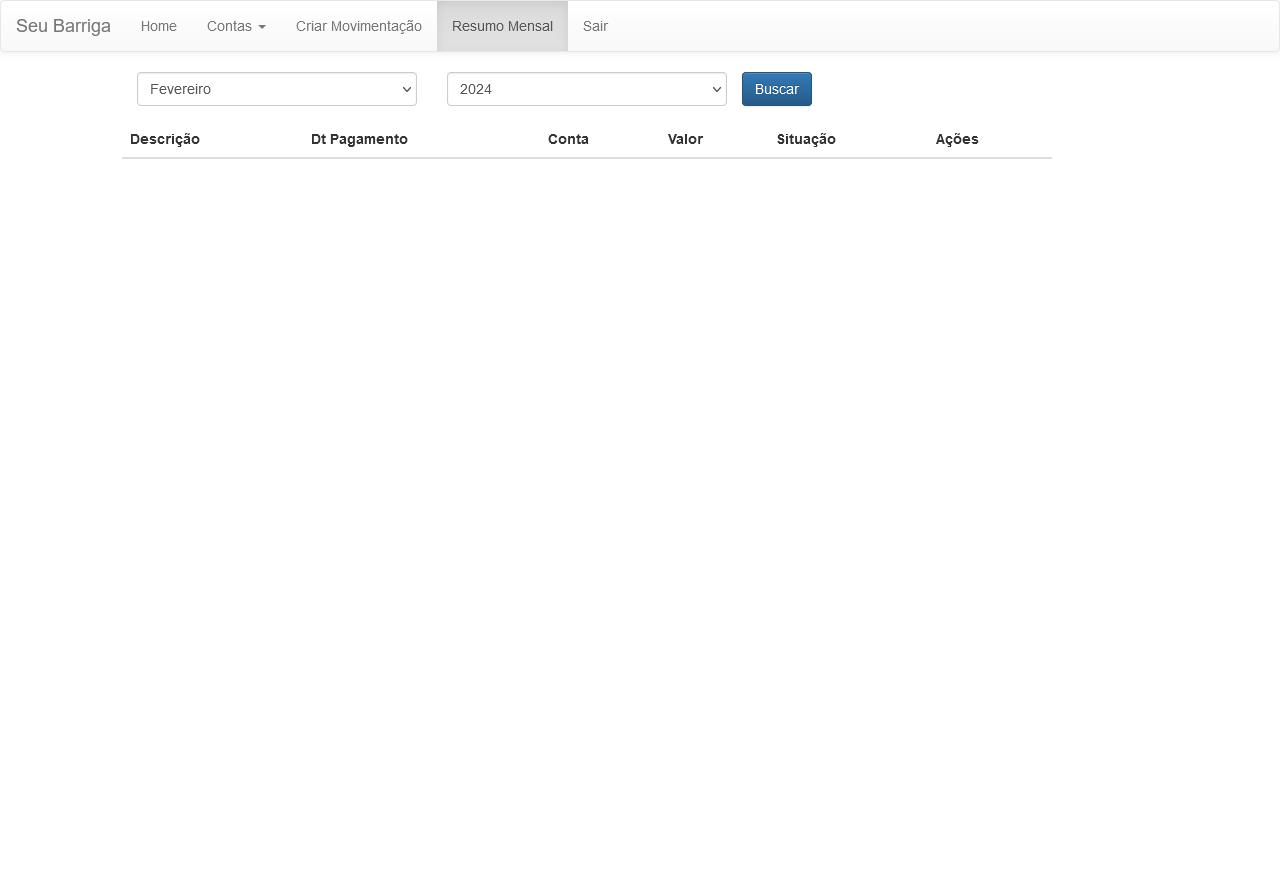 Seu Barriga Home Contas Criar Movimentação Resumo Mensal Sair
Fevereiro 2024 Buscar
Descrição Dt Pagamento Conta Valor Situação Ações